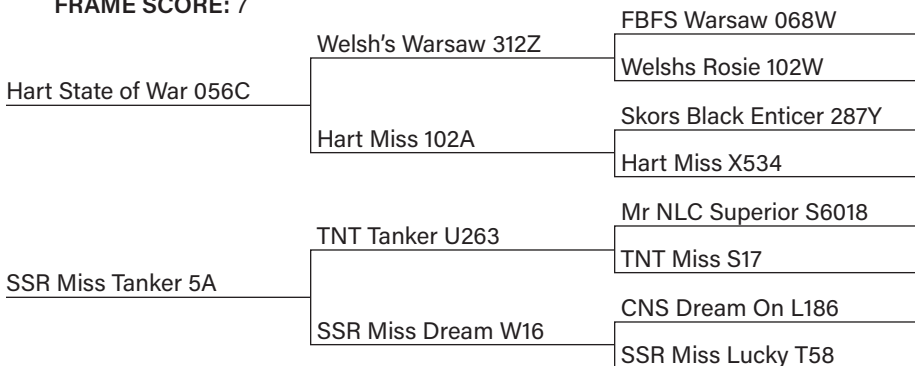 FRAME SCORE: 7
FBFS Warsaw 068W
Welsh's Warsaw 312Z
Welshs Rosie 102W
Hart State of War 056C
Skors Black Enticer 287Y
Hart Miss 102A
Hart Miss X534
Mr NLC Superior S6018
TNT Tanker U263
TNT Miss S17
SSR Miss Tanker 5A
CNS Dream On L186
SSR Miss Dream W16
SSR Miss Lucky T58